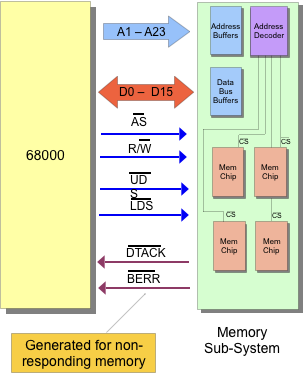 A1 – A23
Address
Buffers
Address
Decoder
D0 – D15
Data
Bus
Buffers
AS
68000
R/W
CS
CS
Mem
Chip
Mem
Chip
UD
S
LDS
CS
CS
Mem
Chip
Mem
Chip
DTACK
BERR
Generated for non-
responding memory
Memory
Sub-System